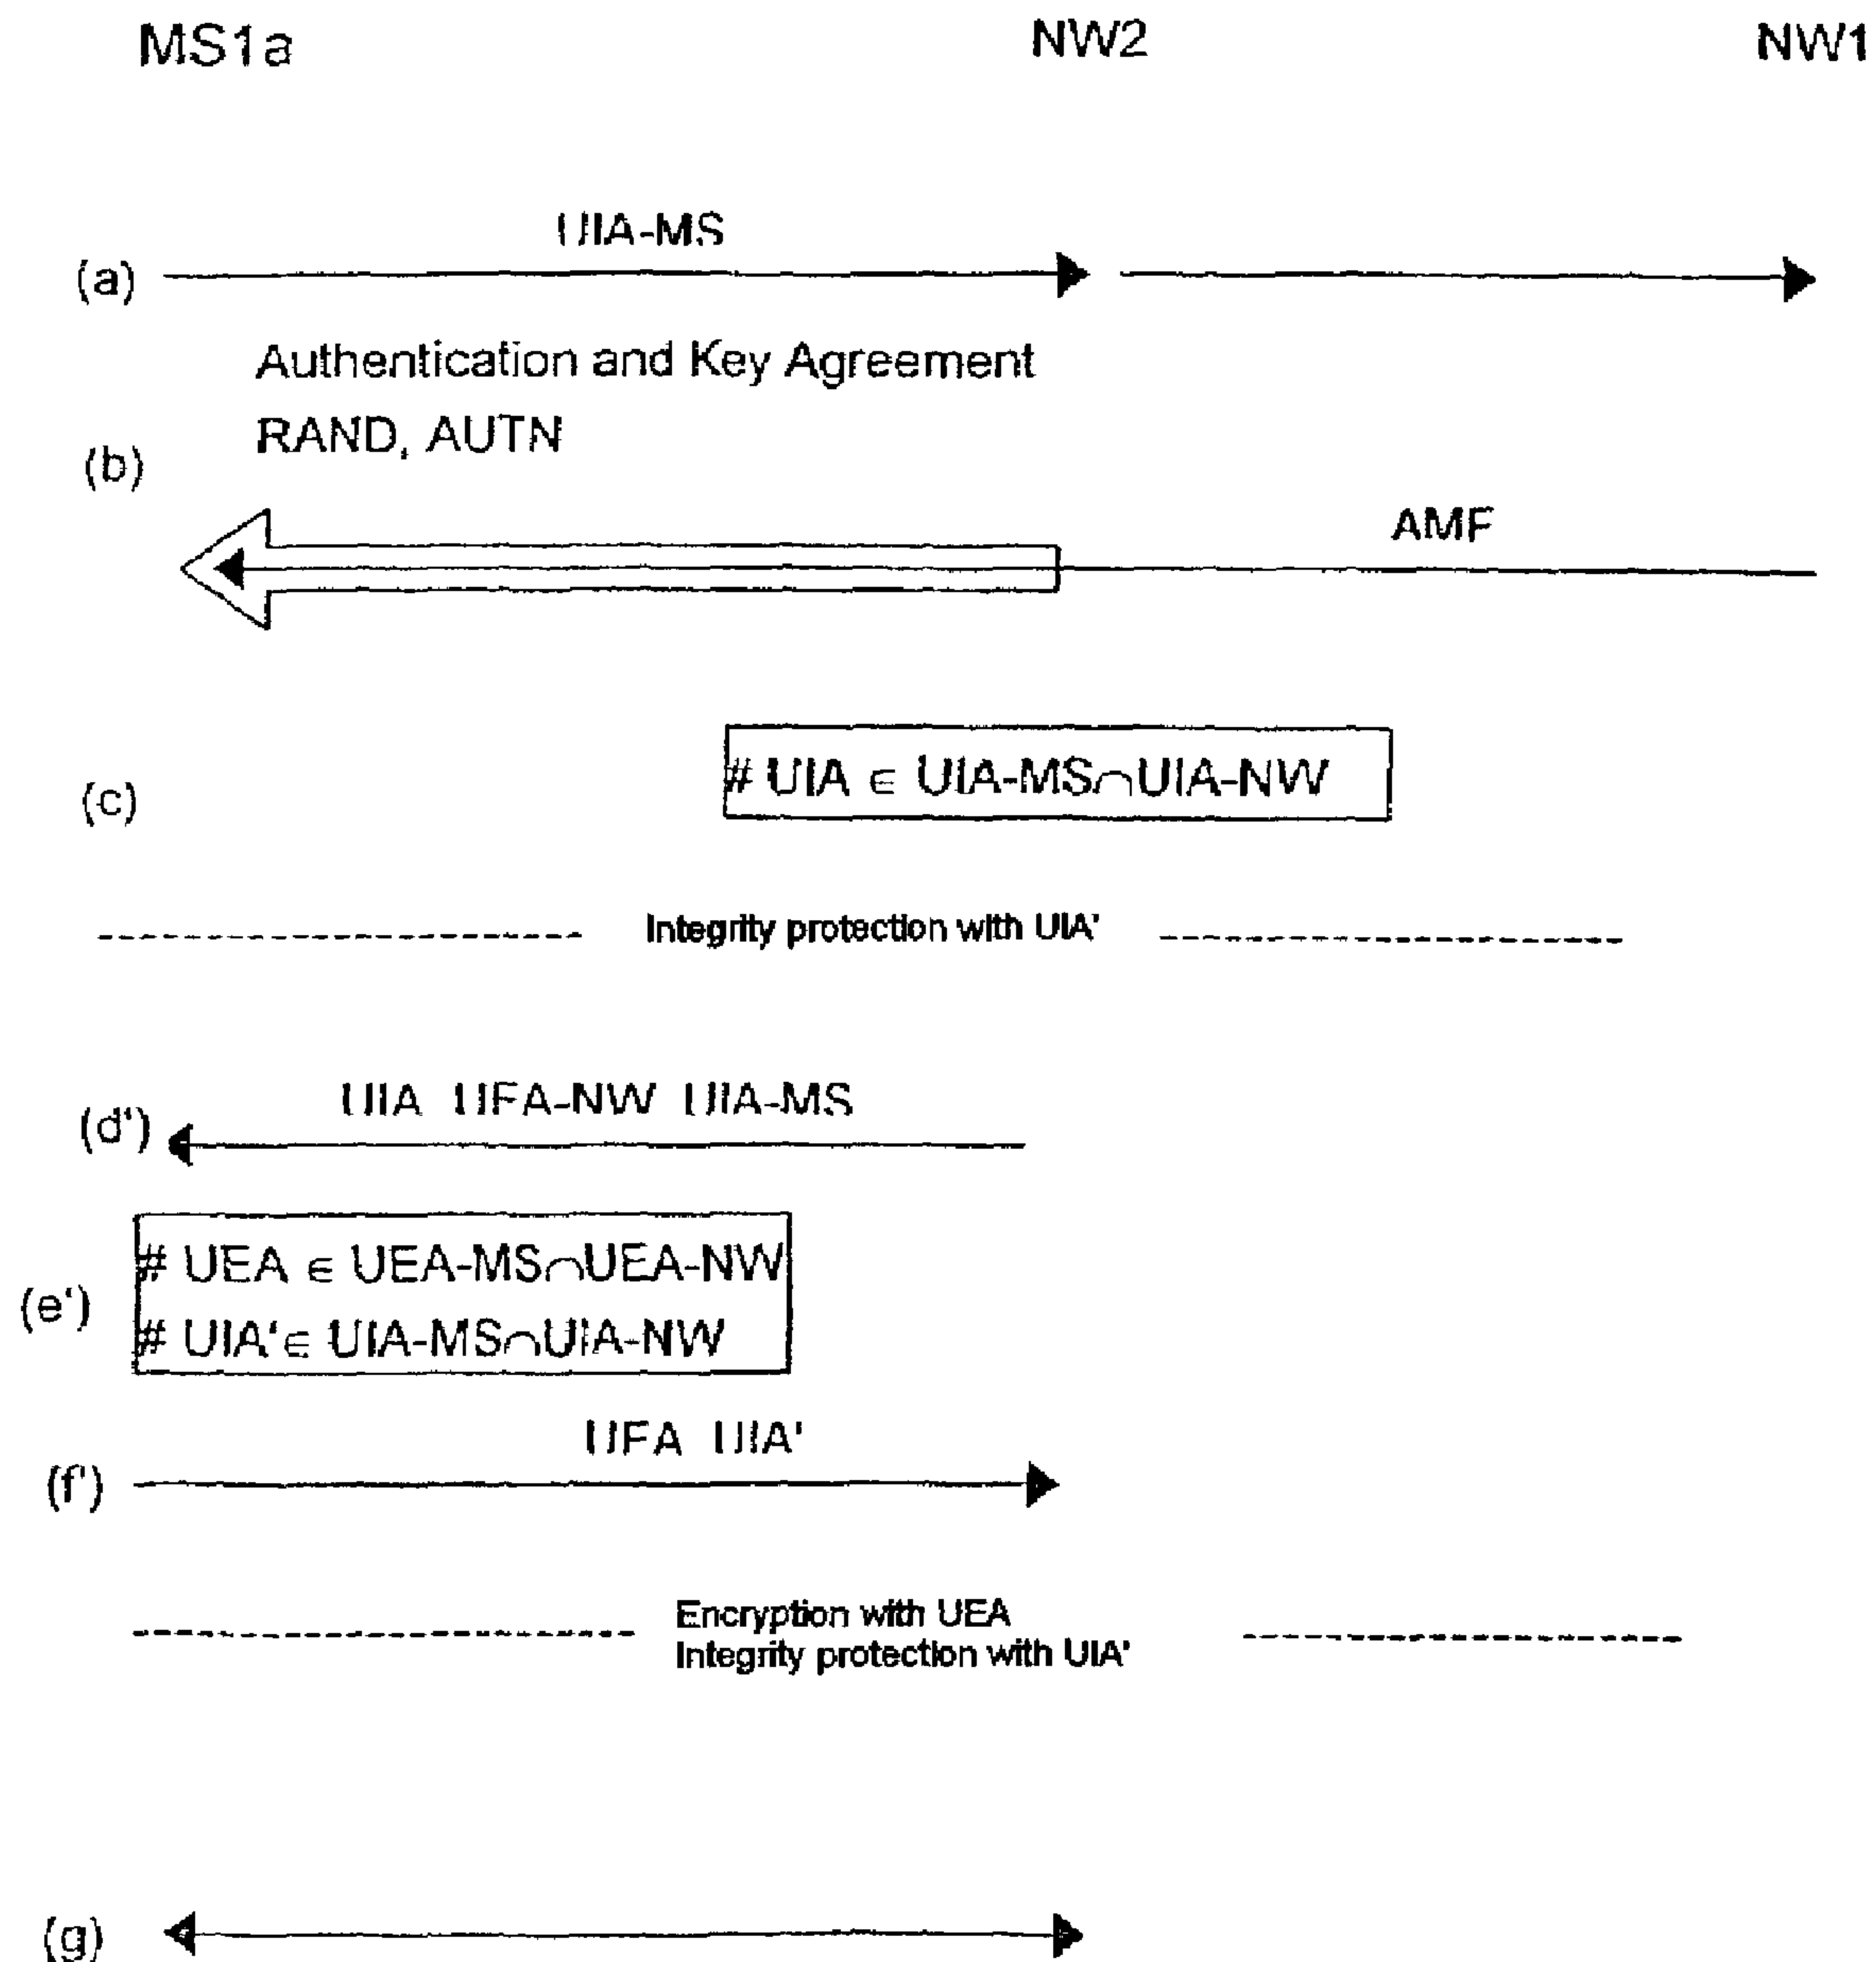 MS1a NW2 NW1
UIA-MS
(a)
Authentication and Key Agreement
RAND, AUTN
(b)
AMF
(c) # UIA ∈ UIA-MS∩UIA-NW
Integrity protection with UIA'
UIA UEA-NW UIA-MS
(d')
# UEA ∈ UEA-MS∩UEA-NW
(e')
# UIA'∈ UIA-MS∩UIA-NW
UEA UIA'
(f')
Encryption with UEA
Integrity protection with UIA'
(g)